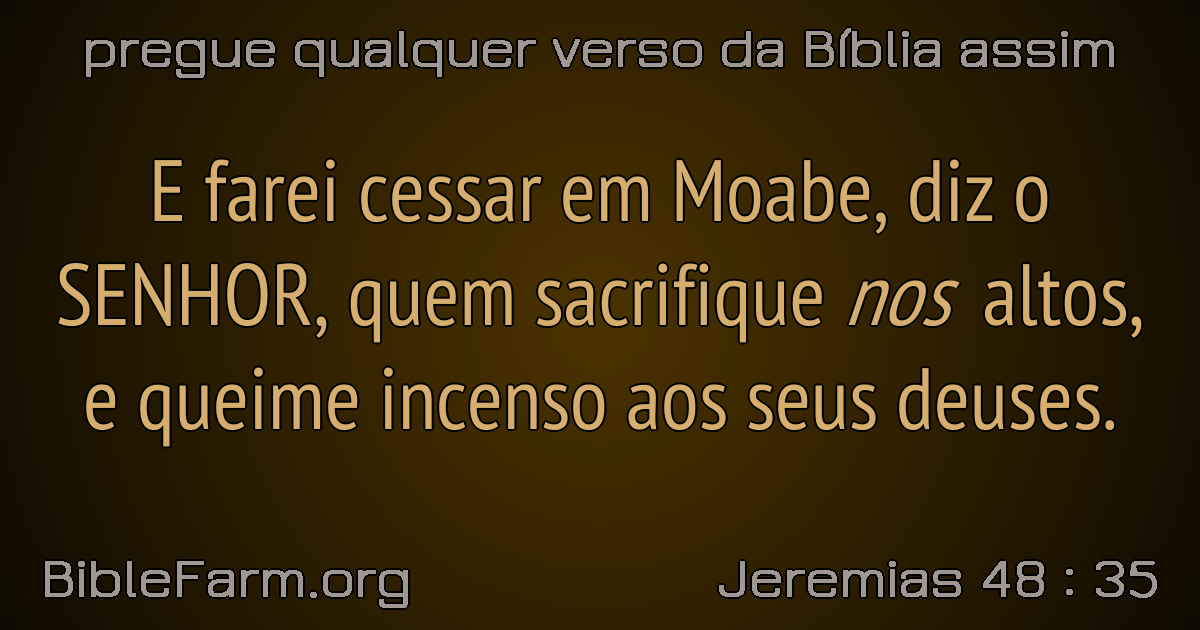 pregue qualquer verso da Bíblia assim
E farei cessar em Moabe, diz o
SENHOR, quem sacrifique nos altos,
e queime incenso aos seus deuses.
BibleFarm.org
Jeremias 48 : 35